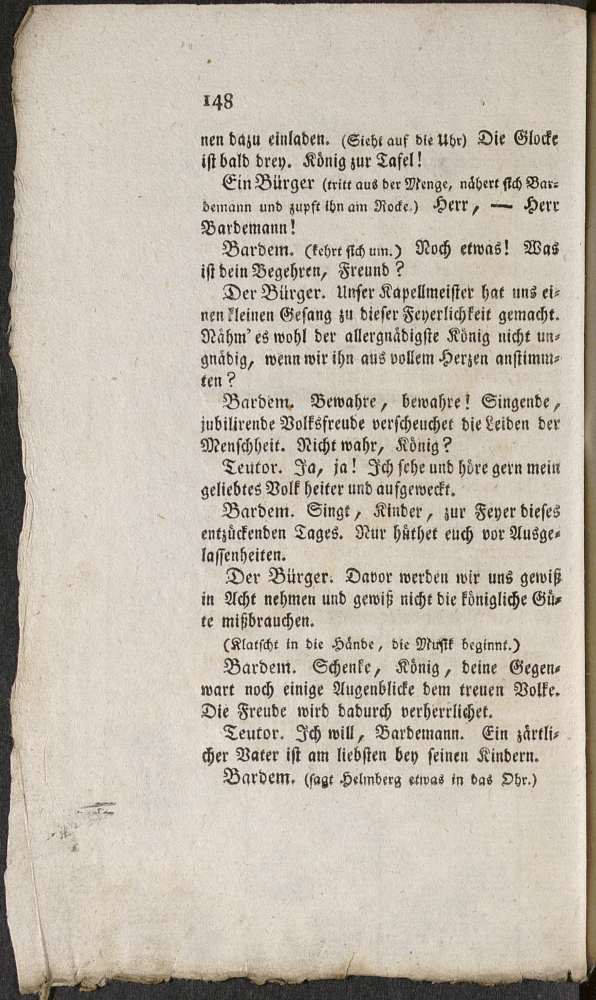 148
nen dazu einladen. (Sieht auf die Uhr) Die Glocke
ist bald drey. König zur Tafel!
Ein Bürger (tritt aus der Menge, nähert sich Bar-
demann und zupft ihn am Rocke.) Herr, — Herr
Bardemann!
Bardem. (kehrt sich um.) Noch etwas! Was
ist dein Begehren, Freund?
Der Bürger. Unser Kapellmeister hat uns ei-
nen kleinen Gesang zu dieser Feyerlichkeit gemacht.
Nähm' es wohl der allergnädigste König nicht un-
gnädig, wenn wir ihn aus vollem Herzen anstimm-
ten?
Bardem. Bewahre, bewahre! Singende,
jubilirende Volksfreude verscheuchet die Leiden der
Menschheit. Nicht wahr, König?
Teutor. Ja, ja! Ich sehe und höre gern mein
geliebtes Volk heiter und aufgeweckt.
Bardem. Singt, Kinder, zur Feyer dieses
entzückenden Tages. Nur hüthet euch vor Ausge-
lassenheiten.
Der Bürger. Davor werden wir uns gewiß
in Acht nehmen und gewiß nicht die königliche Gü-
te mißbrauchen.
(Klatscht in die Hände, die Musik beginnt.)
Bardem. Schenke, König, deine Gegen-
wart noch einige Augenblicke dem treuen Volke.
Die Freude wird dadurch verherrlichet.
Teutor. Ich will, Bardemann. Ein zärtli-
cher Vater ist am liebsten bey seinen Kindern.
Bardem. (sagt Helmberg etwas in das Ohr.)